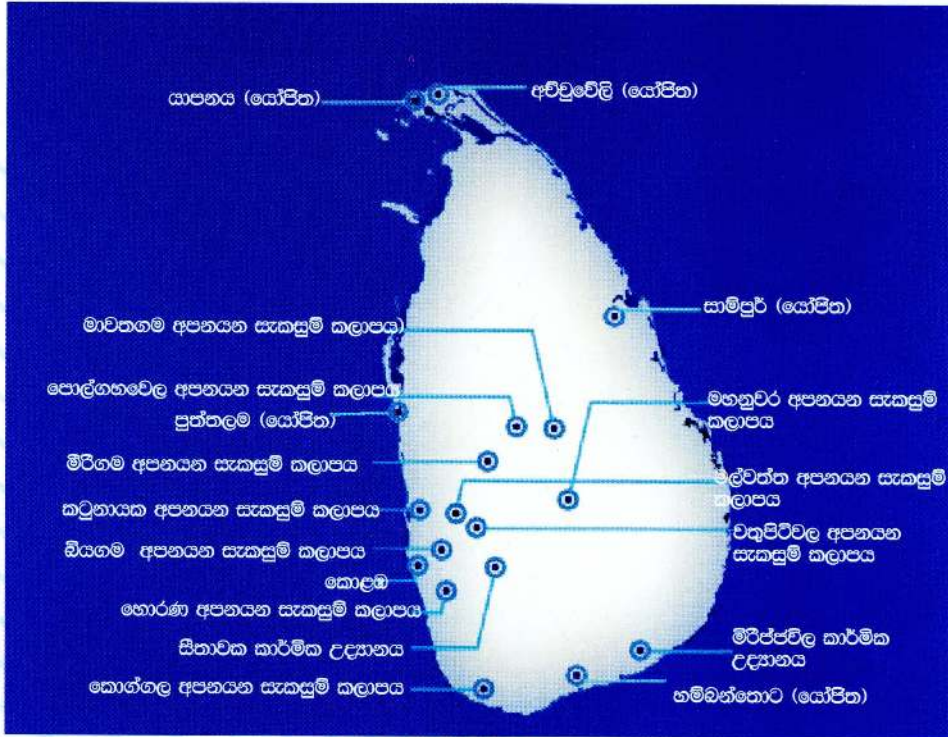 යාපනය (යෝජිත)
අච්චුවේලි (යෝජිත)
සාම්පූර් (යෝජිත)
මාවතගම අපනයන සැකසුම් කලාපය
පොල්ගහවෙල අපනයන සැකසුම් කලාපය
පුත්තලම (යෝජිත)
මහනුවර අපනයන සැකසුම්
කලාපය
මීරිගම අපනයන සැකසුම් කලාපය
මල්වත්ත අපනයන සැකසුම්
කලාපය
කටුනායක අපනයන සැකසුම් කලාපය
වතුපිටිවල අපනයන
සැකසුම් කලාපය
බියගම අපනයන සැකසුම් කලාපය
කොළඹ
හොරණ අපනයන සැකසුම් කලාපය
සීතාවක කාර්මික උද්‍යානය
මිරිජ්ජවිල කාර්මික
උද්‍යානය
කොග්ගල අපනයන සැකසුම් කලාපය
හම්බන්තොට (යෝජිත)